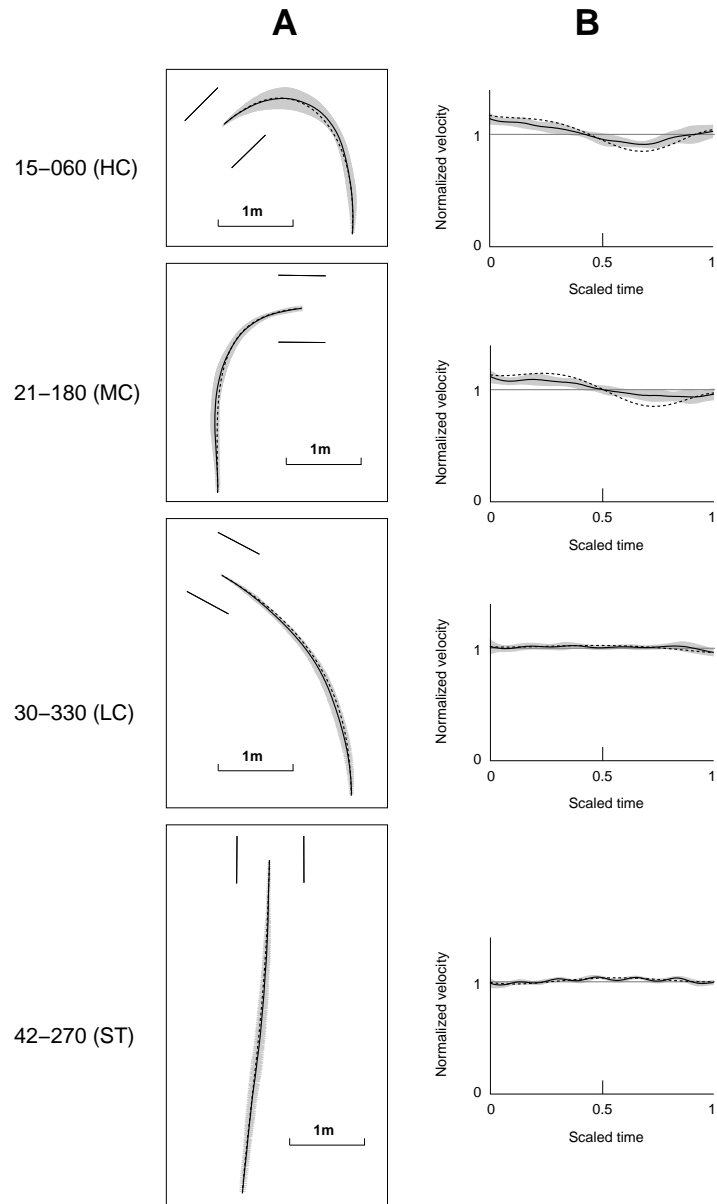 A
B
15–060 (HC)
1m
Normalized velocity
1
0
0
0.5
1
Scaled time
21–180 (MC)
1m
Normalized velocity
1
0
0
0.5
1
Scaled time
30–330 (LC)
1m
Normalized velocity
1
0
0
0.5
1
Scaled time
42–270 (ST)
1m
Normalized velocity
1
0
0
0.5
1
Scaled time